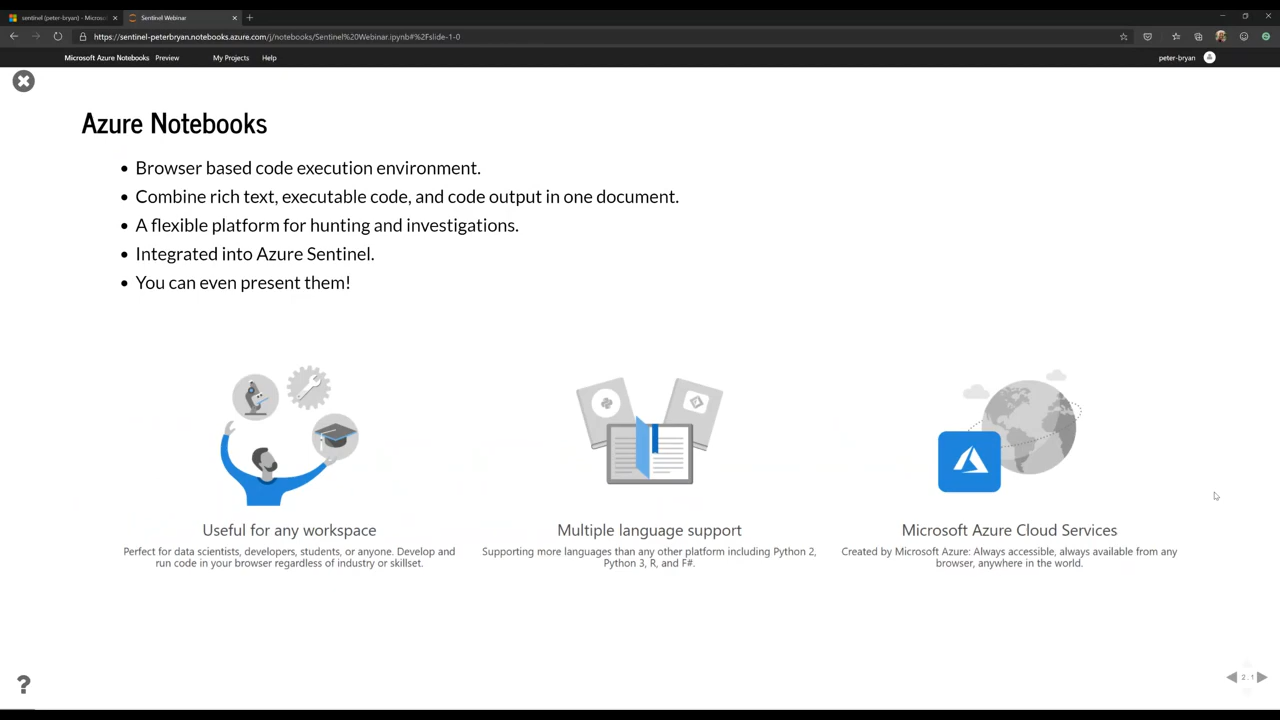 sentinel (peter-bryan) - Microso
Sentinel Webinar
https://sentinel-peterbryan.notebooks.azure.com/j/notebooks/Sentinel%20Webinar.ipynb#%2Fslide-1-0
Microsoft Azure Notebooks Preview My Projects Help peter-bryan
Azure Notebooks
• Browser based code execution environment.
• Combine rich text, executable code, and code output in one document.
• A flexible platform for hunting and investigations.
• Integrated into Azure Sentinel.
• You can even present them!
Useful for any workspace
Perfect for data scientists, developers, students, or anyone. Develop and
run code in your browser regardless of industry or skillset.
Multiple language support
Supporting more languages than any other platform including Python 2,
Python 3, R, and F#.
Microsoft Azure Cloud Services
Created by Microsoft Azure: Always accessible, always available from any
browser, anywhere in the world.
?
2.1